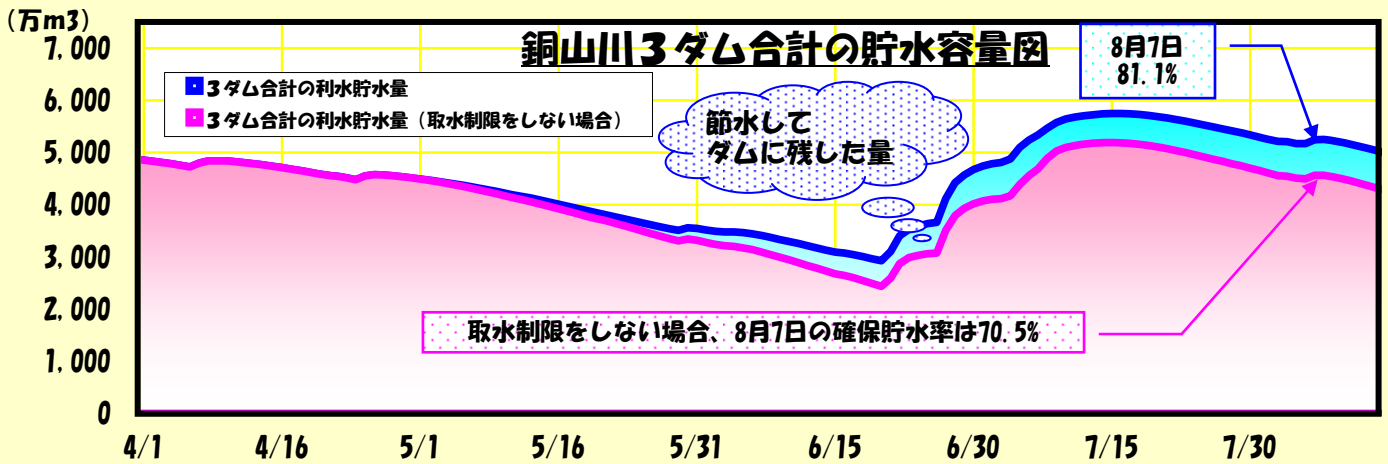 (万m3)
銅山川3ダム合計の貯水容量図
8月7日
81.1%
3ダム合計の利水貯水量
3ダム合計の利水貯水量（取水制限をしない場合）
節水して
ダムに残した量
取水制限をしない場合、8月7日の確保貯水率は70.5%
7,000
6,000
5,000
4,000
3,000
2,000
1,000
0
4/1 4/16 5/1 5/16 5/31 6/15 6/30 7/15 7/30